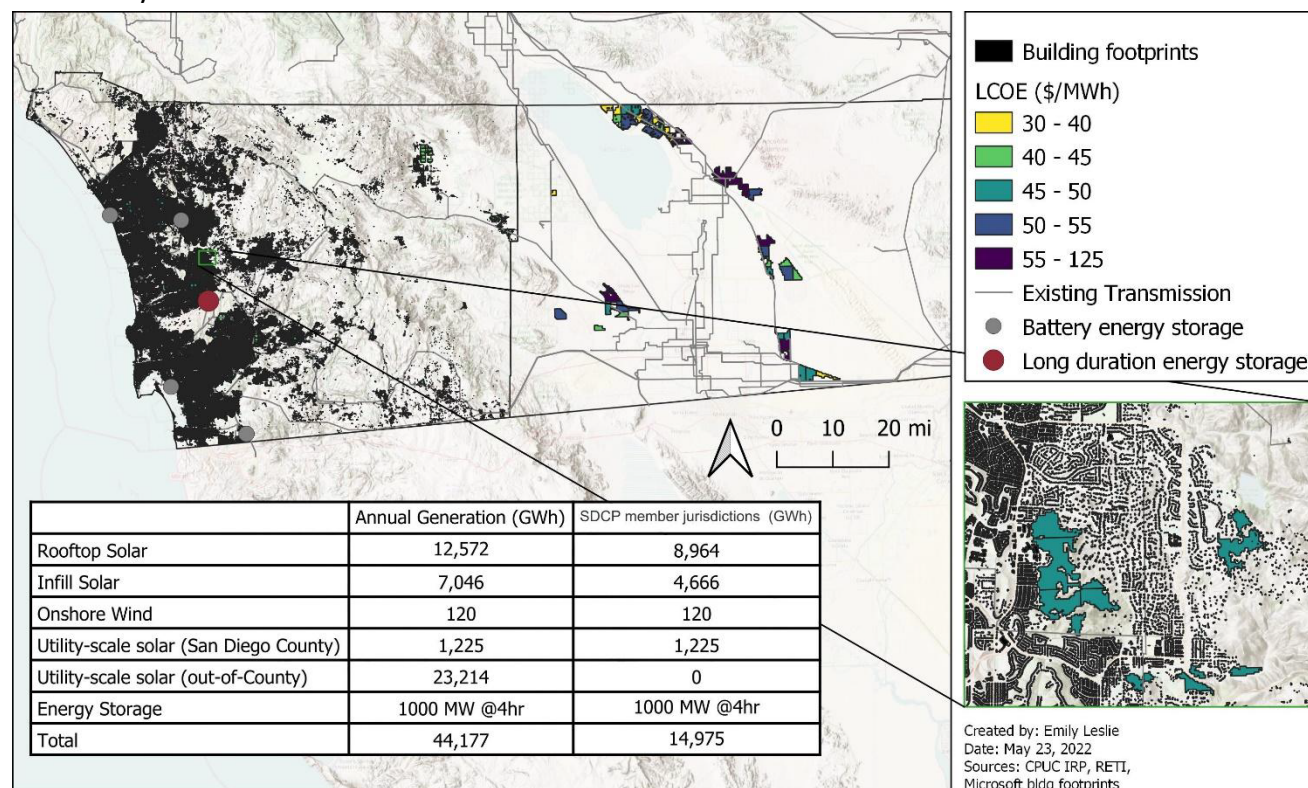 Building footprints
LCOE ($/MWh)
30 - 40
40 - 45
45 - 50
50 - 55
55 - 125
Existing Transmission
Battery energy storage
Long duration energy storage
0 10 20 mi
Annual Generation (GWh) SDCP member jurisdictions (GWh)
Rooftop Solar 12,572 8,964
Infill Solar 7,046 4,666
Onshore Wind 120 120
Utility-scale solar (San Diego County) 1,225 1,225
Utility-scale solar (out-of-County) 23,214 0
Energy Storage 1000 MW @4hr 1000 MW @4hr
Total 44,177 14,975
Created by: Emily Leslie
Date: May 23, 2022
Sources: CPUC IRP, RETI,
Microsoft bldg footprints